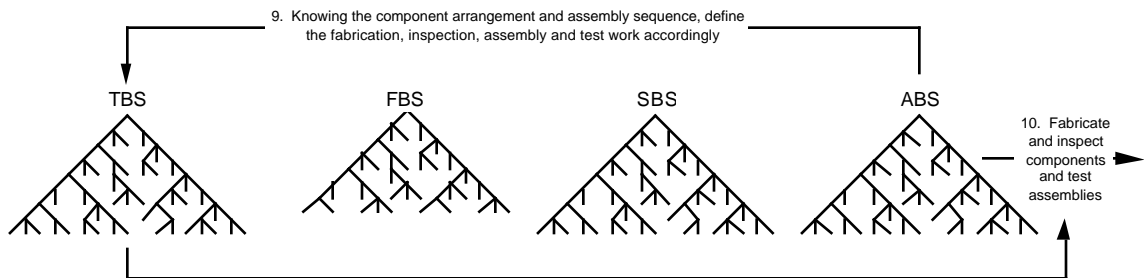 9. Knowing the component arrangement and assembly sequence, define
the fabrication, inspection, assembly and test work accordingly
TBS
FBS
SBS
ABS
10. Fabricate
and inspect
components
and test
assemblies